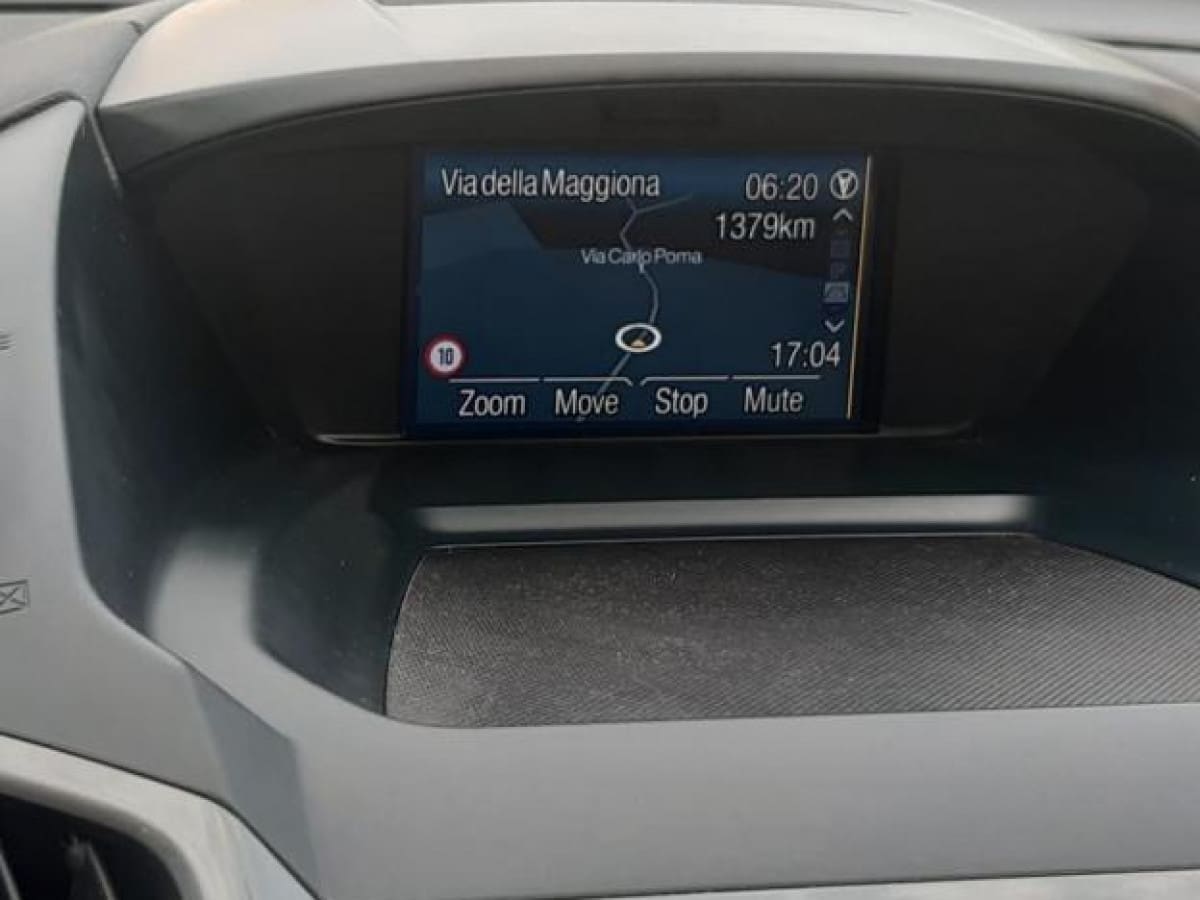 Via della Maggiona 06:20
1379km
Via Carlo Poma
10 17:04
Zoom Move Stop Mute